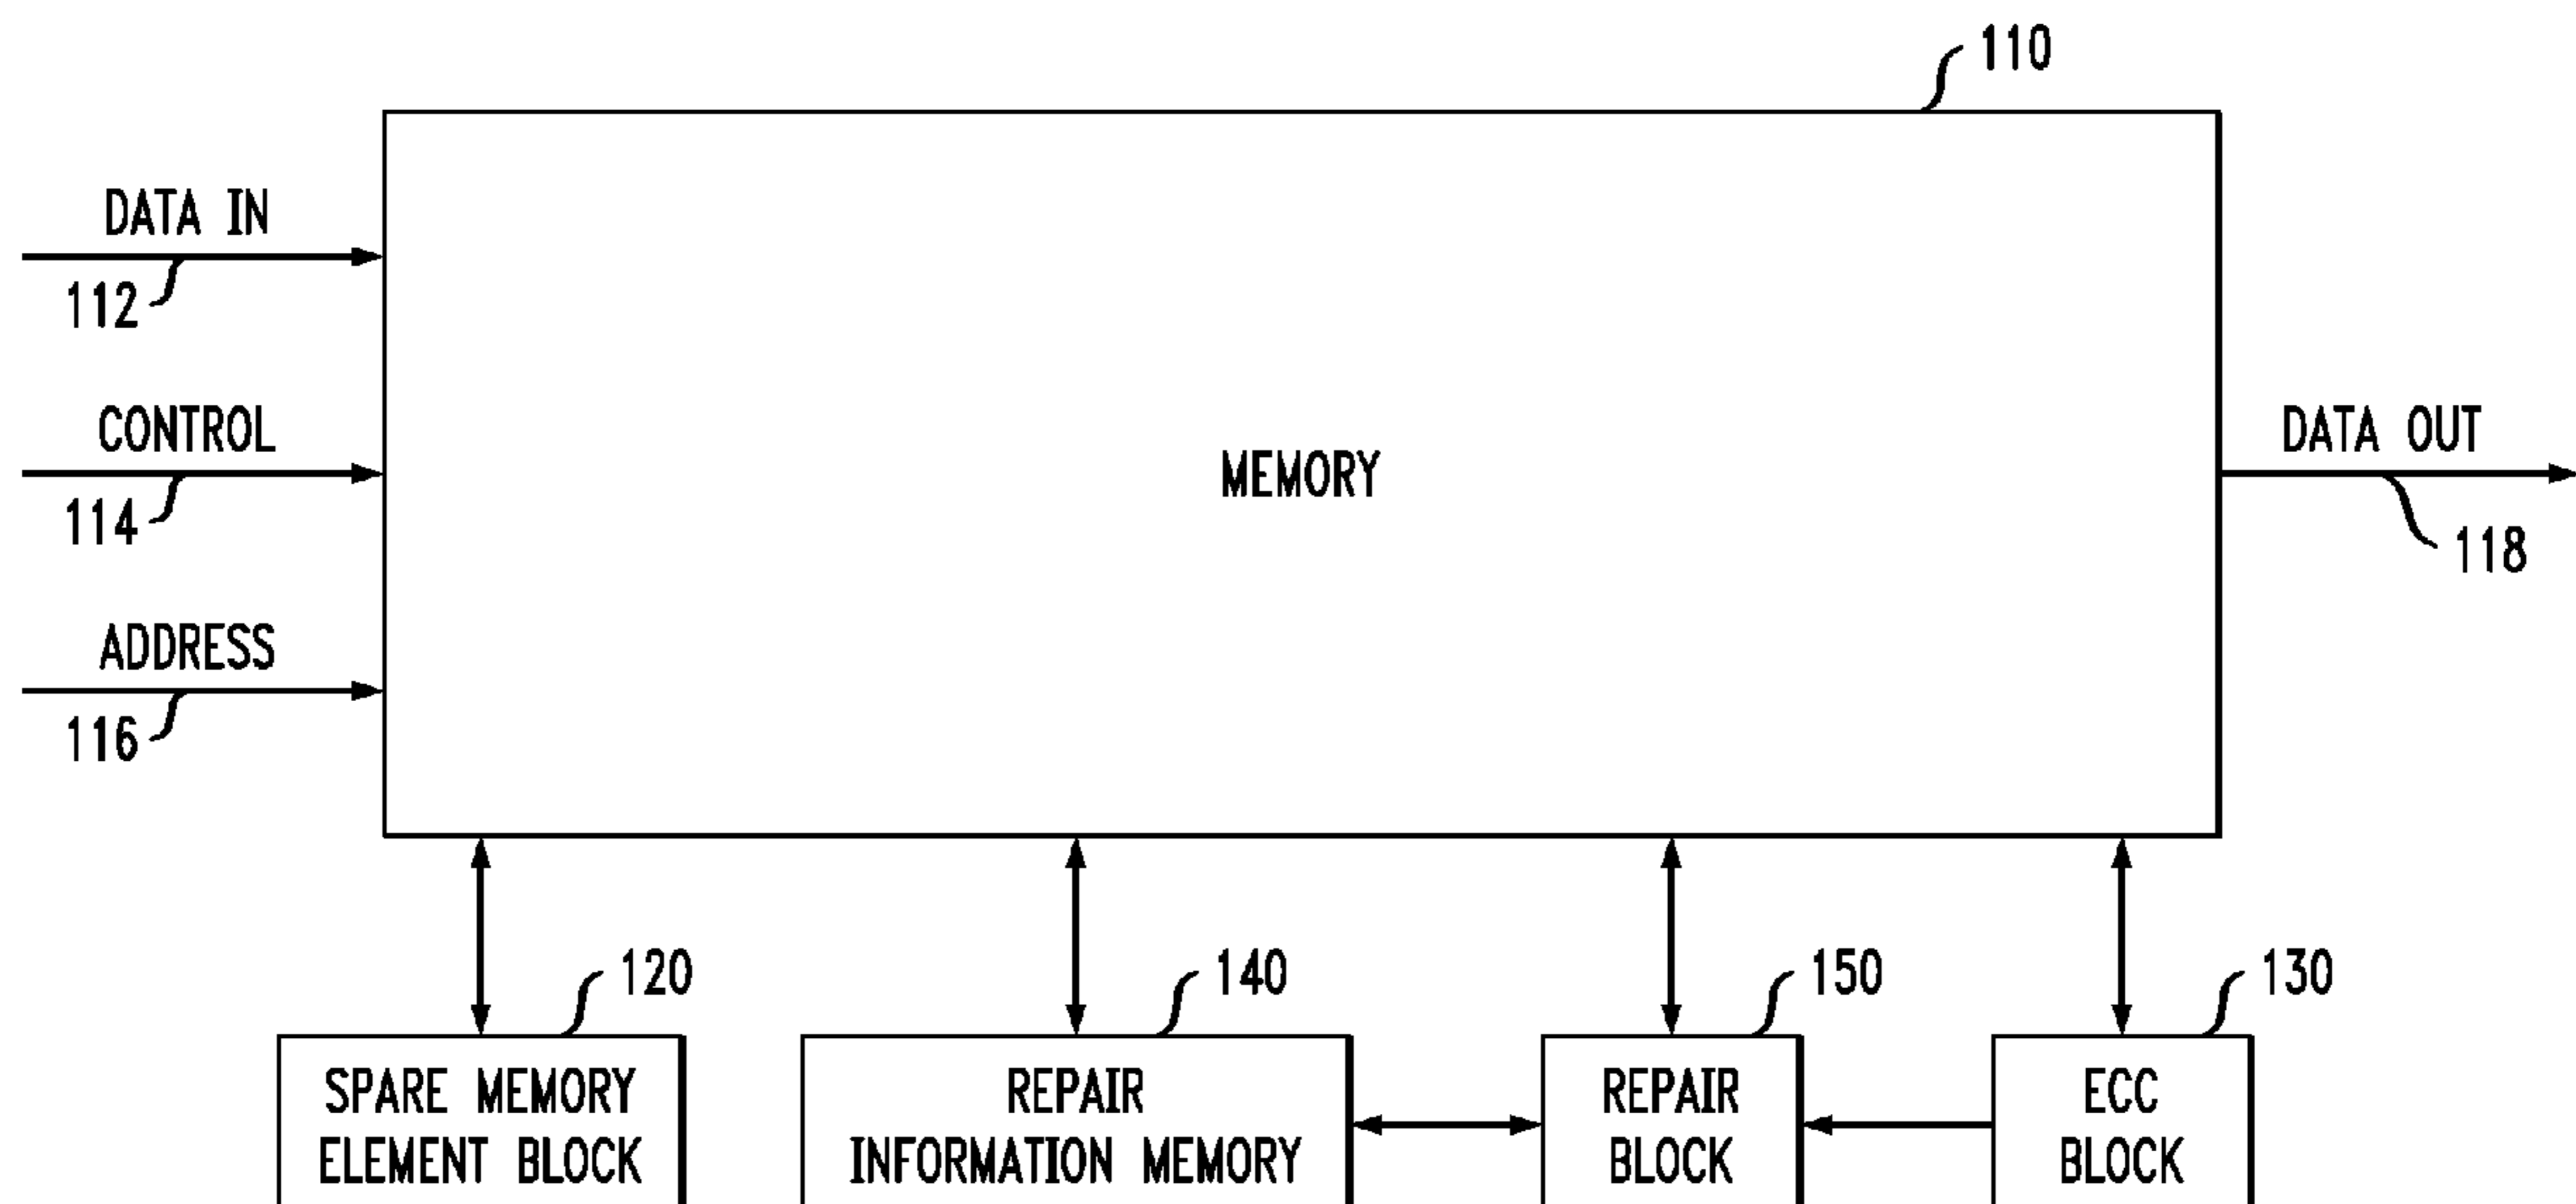 110
DATA IN
112
CONTROL
114
ADDRESS
116
MEMORY
DATA OUT
118
120
140
150
130
SPARE MEMORY
ELEMENT BLOCK
REPAIR
INFORMATION MEMORY
REPAIR
BLOCK
ECC
BLOCK